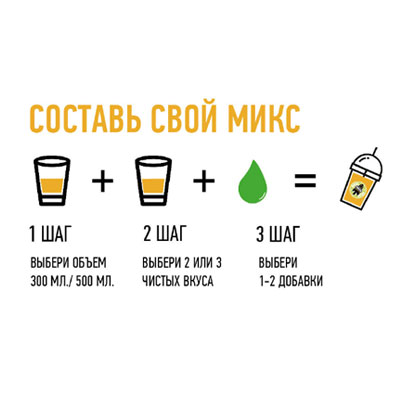 СОСТАВЬ СВОЙ МИКС
+ + =
1 ШАГ
ВЫБЕРИ ОБЪЕМ
300 МЛ./ 500 МЛ.
2 ШАГ
ВЫБЕРИ 2 ИЛИ 3
ЧИСТЫХ ВКУСА
3 ШАГ
ВЫБЕРИ
1-2 ДОБАВКИ